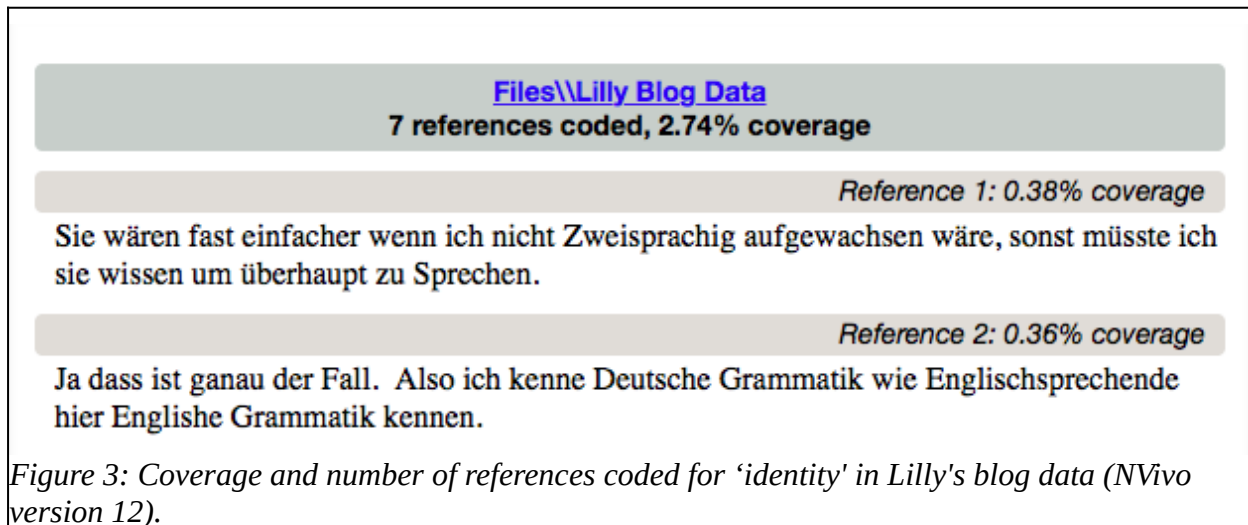 Files\\Lilly Blog Data
7 references coded, 2.74% coverage
Reference 1: 0.38% coverage
Sie wären fast einfacher wenn ich nicht Zweisprachig aufgewachsen wäre, sonst müsste ich
sie wissen um überhaupt zu Sprechen.
Reference 2: 0.36% coverage
Ja dass ist ganau der Fall.  Also ich kenne Deutsche Grammatik wie Englischsprechende
hier Englishe Grammatik kennen.
Figure 3: Coverage and number of references coded for ‘identity' in Lilly's blog data (NVivo
version 12).